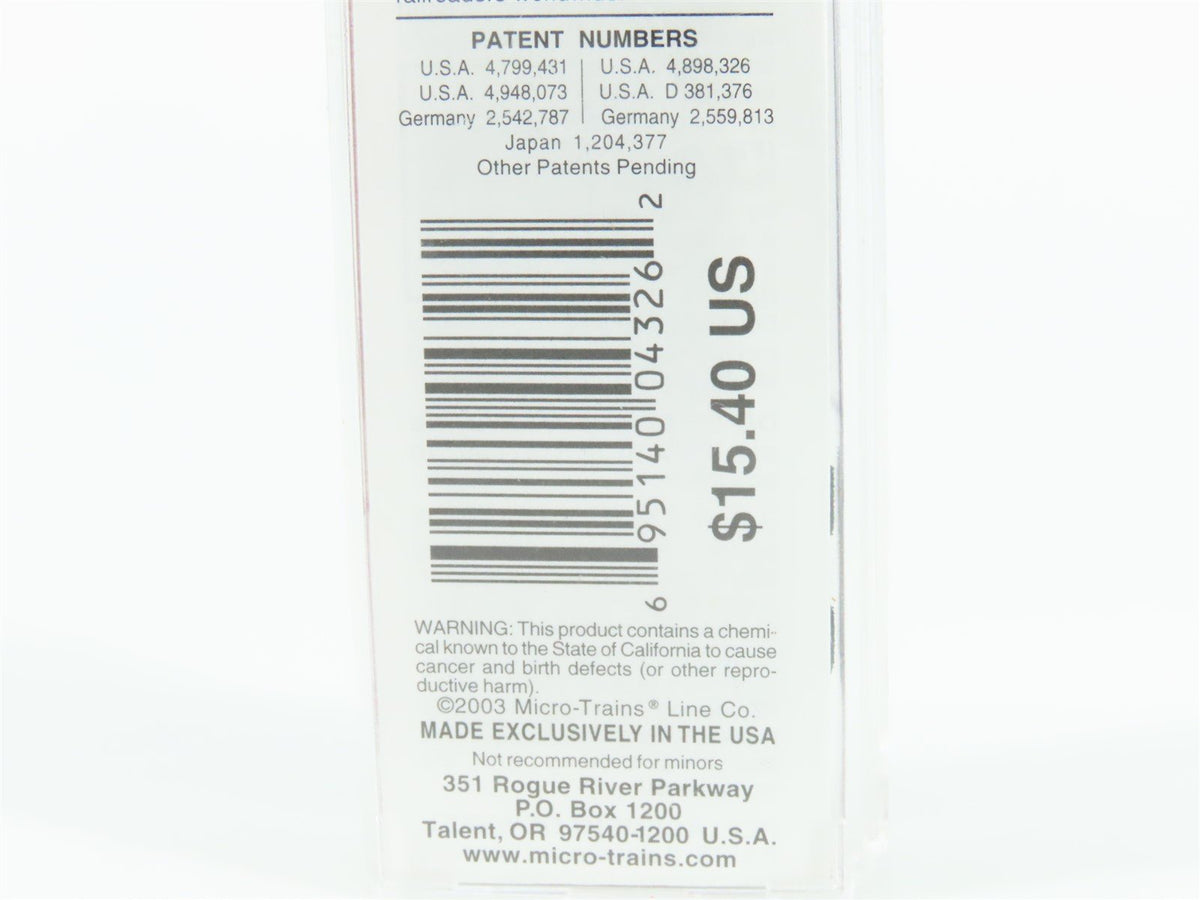 PATENT NUMBERS
U.S.A. 4,799,431 | U.S.A. 4,898,326
U.S.A. 4,948,073 | U.S.A. D 381,376
Germany 2,542,787 | Germany 2,559,813
Japan 1,204,377
Other Patents Pending
6 95140 04326 2
$15.40 US
WARNING: This product contains a chemi-
cal known to the State of California to cause
cancer and birth defects (or other repro-
ductive harm).
©2003 Micro-Trains® Line Co.
MADE EXCLUSIVELY IN THE USA
Not recommended for minors
351 Rogue River Parkway
P.O. Box 1200
Talent, OR 97540-1200 U.S.A.
www.micro-trains.com